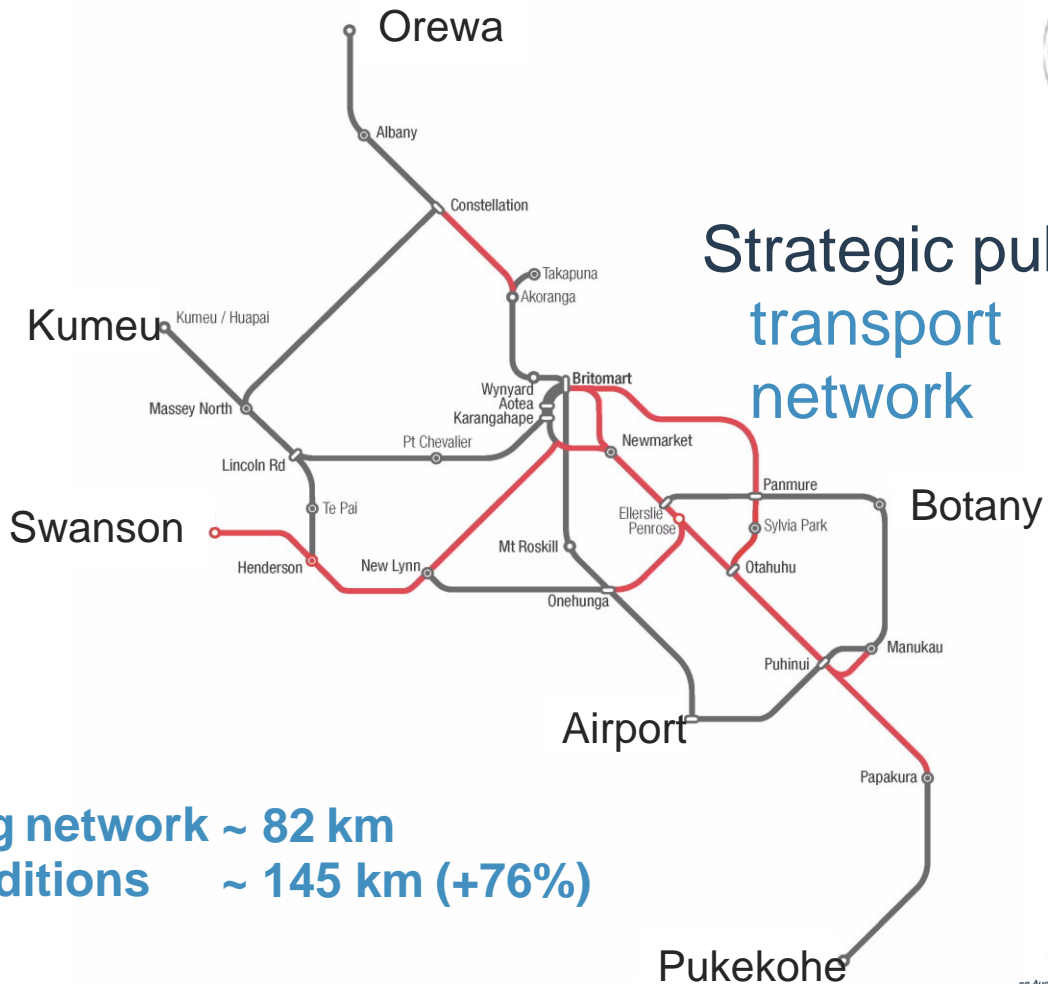 Orewa
Albany
Constellation
Strategic pul
transport
network
Takapuna
Akoranga
Kumeu
Kumeu / Huapai
Wynyard
Britomart
Aotea
Karangahape
Massey North
Newmarket
Pt Chevalier
Lincoln Rd
Panmure
Te Pai
Ellerslie
Botany
Penrose
Sylvia Park
Swanson
Mt Roskill
Henderson
New Lynn
Otahuhu
Onehunga
Manukau
Puhinui
Airport
Papakura
g network ~ 82 km
ditions ~ 145 km (+76%)
Pukekohe